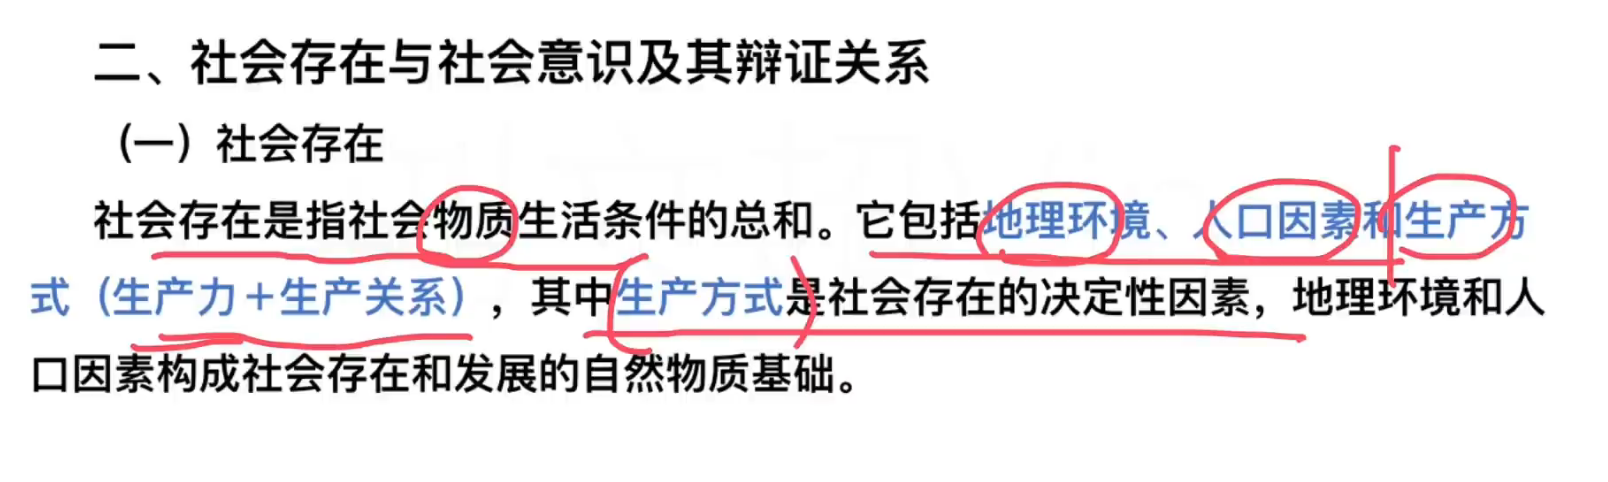 二、社会存在与社会意识及其辩证关系
（一）社会存在
社会存在是指社会物质生活条件的总和。它包括地理环境、人口因素和生产方
式（生产力＋生产关系），其中生产方式是社会存在的决定性因素，地理环境和人
口因素构成社会存在和发展的自然物质基础。